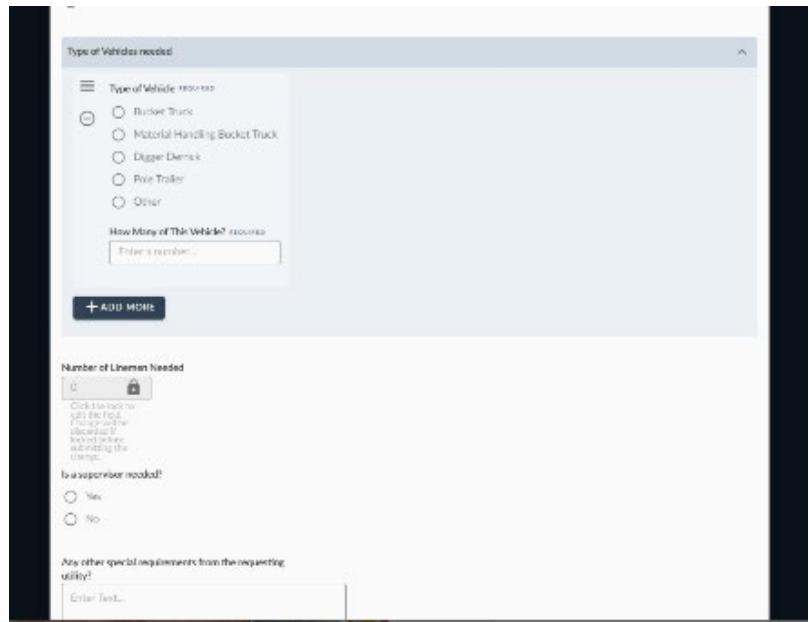 Type of Vehicles needed
Type of Vehicle REQUIRED
Bucket Truck
Material Handling Bucket Truck
Digger Derrick
Pole Trailer
Other
How Many of This Vehicle? REQUIRED
Enter a number...
+ ADD MORE
Number of Linemen Needed
0
Click the lock to
edit the field.
Change will be
discarded if
locked before
submitting the
change.
Is a supervisor needed?
Yes
No
Any other special requirements from the requesting
utility?
Enter Text...